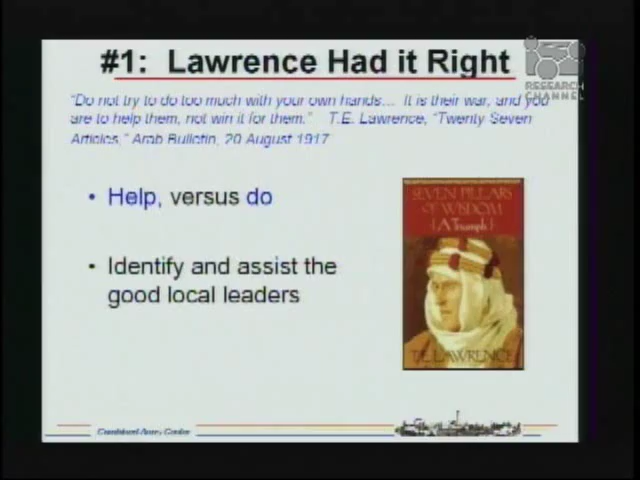 #1: Lawrence Had it Right
RESEARCH
CHANNEL
"Do not try to do too much with your own hands... It is their war, and you
are to help them, not win it for them." T.E. Lawrence, "Twenty Seven
Articles," Arab Bulletin, 20 August 1917
• Help, versus do
• Identify and assist the
good local leaders
SEVEN PILLARS
OF WISDOM
{A Triumph}
T.E. LAWRENCE
Combined Arms Center